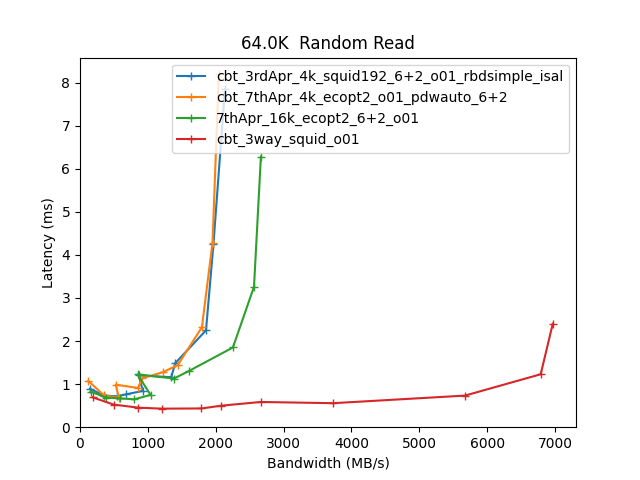 64.0K  Random Read
cbt_3rdApr_4k_squid192_6+2_o01_rbdsimple_isal
cbt_7thApr_4k_ecopt2_o01_pdwauto_6+2
7thApr_16k_ecopt2_6+2_o01
cbt_3way_squid_o01
8
7
6
5
4
3
2
1
0
Latency (ms)
0 1000 2000 3000 4000 5000 6000 7000
Bandwidth (MB/s)